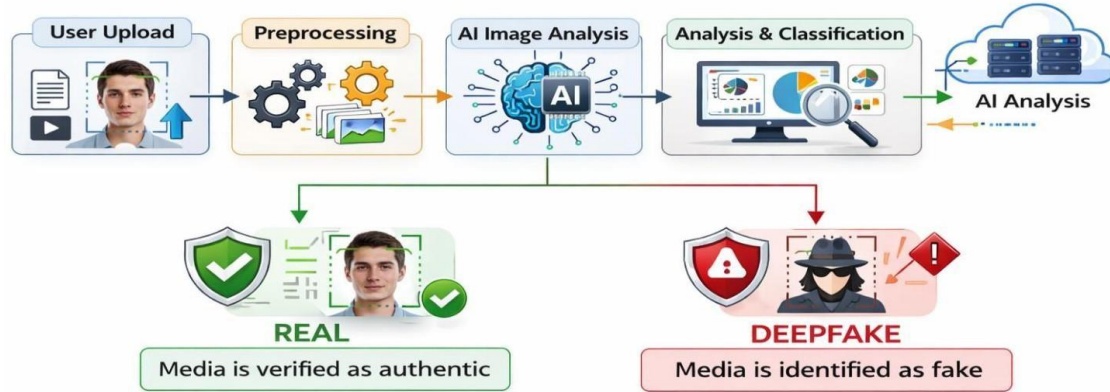 User Upload
Preprocessing
AI Image Analysis
Analysis & Classification
AI
AI Analysis
REAL
DEEPFAKE
Media is verified as authentic
Media is identified as fake